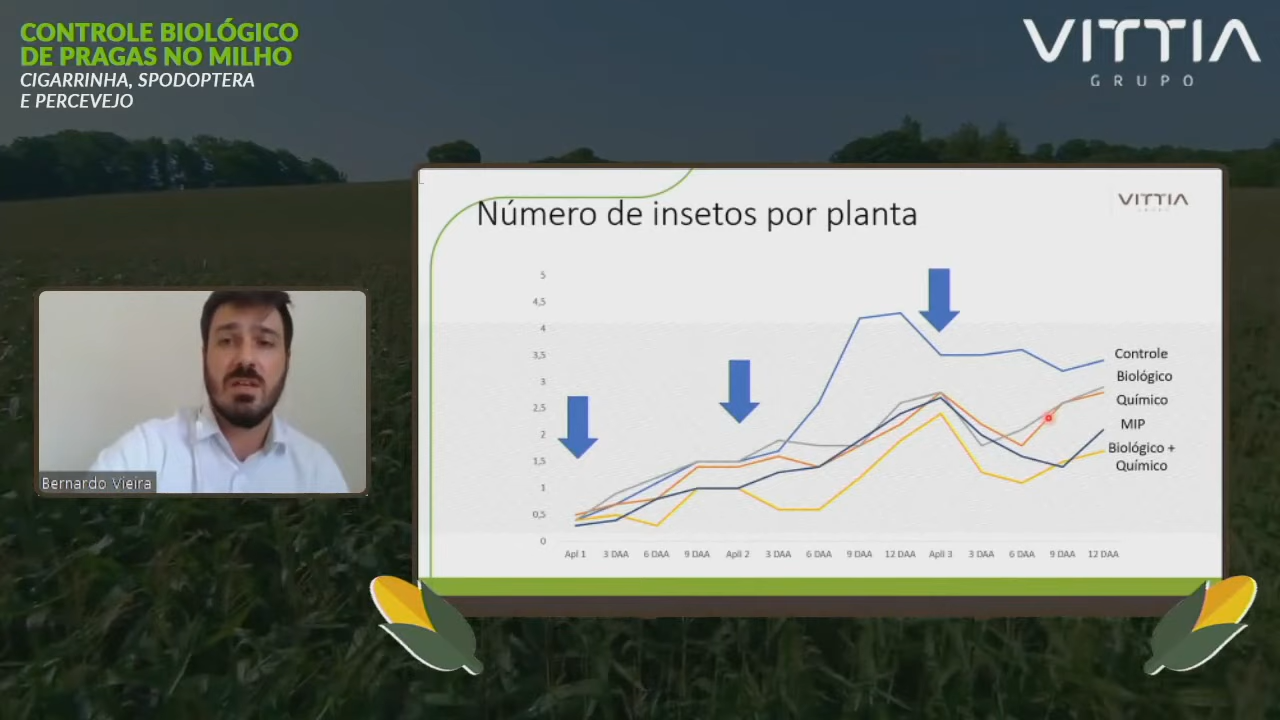 CONTROLE BIOLÓGICO
DE PRAGAS NO MILHO
CIGARRINHA, SPODOPTERA
E PERCEVEJO
VITTIA
GRUPO
Número de insetos por planta
VITTIA
GRUPO
5
4,5
4
3,5
3
2,5
2
1,5
1
0,5
0
Apl 1 3 DAA 6 DAA 9 DAA Apli 2 3 DAA 6 DAA 9 DAA 12 DAA Apli 3 3 DAA 6 DAA 9 DAA 12 DAA
Controle
Biológico
Químico
MIP
Biológico +
Químico
Bernardo Vieira